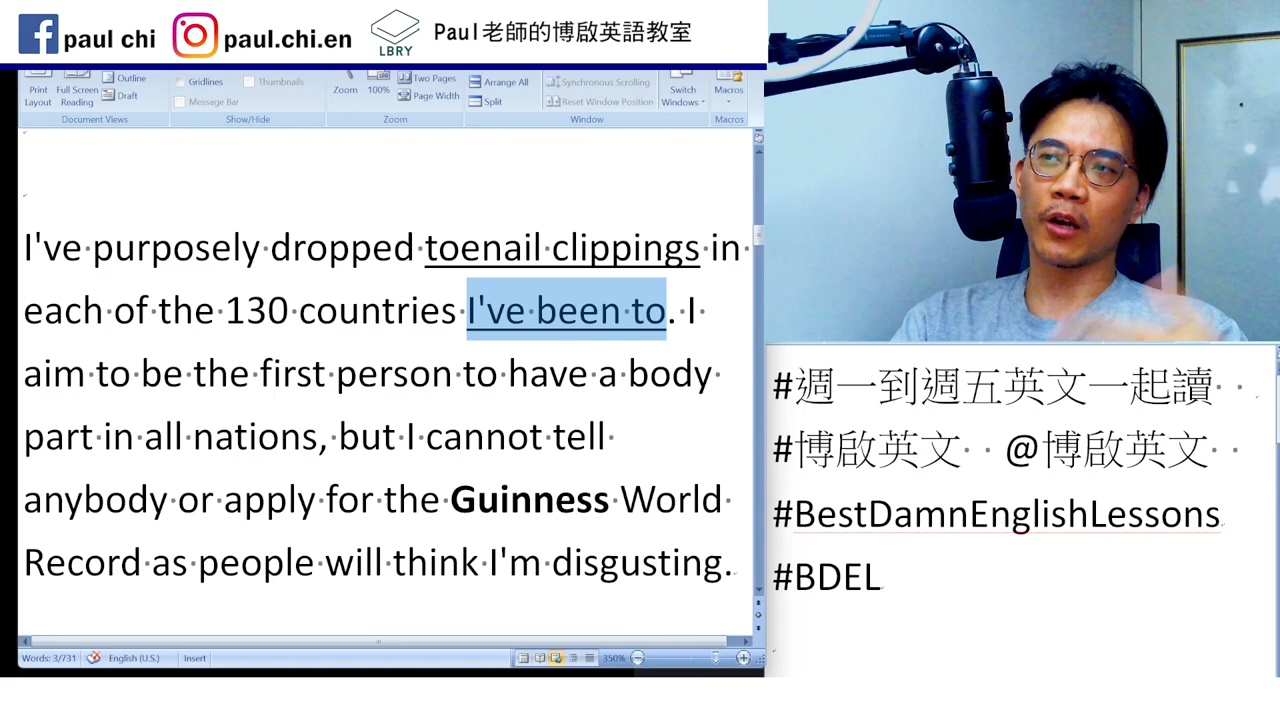 paul chi
paul.chi.en
LBRY
Paul老師的博啟英語教室
Print Layout
Full Screen Reading
Outline
Draft
Document Views
Gridlines
Thumbnails
Message Bar
Show/Hide
Zoom
100%
Two Pages
Page Width
Zoom
Arrange All
Split
Synchronous Scrolling
Reset Window Position
Window
Switch Windows
Macros
Macros
I've purposely dropped toenail clippings in
each of the 130 countries I've been to. I
aim to be the first person to have a body
part in all nations, but I cannot tell
anybody or apply for the Guinness World
Record as people will think I'm disgusting.
Words: 3/731
English (U.S.)
Insert
350%
#週一到週五英文一起讀
#博啟英文 @博啟英文
#BestDamnEnglishLessons
#BDEL